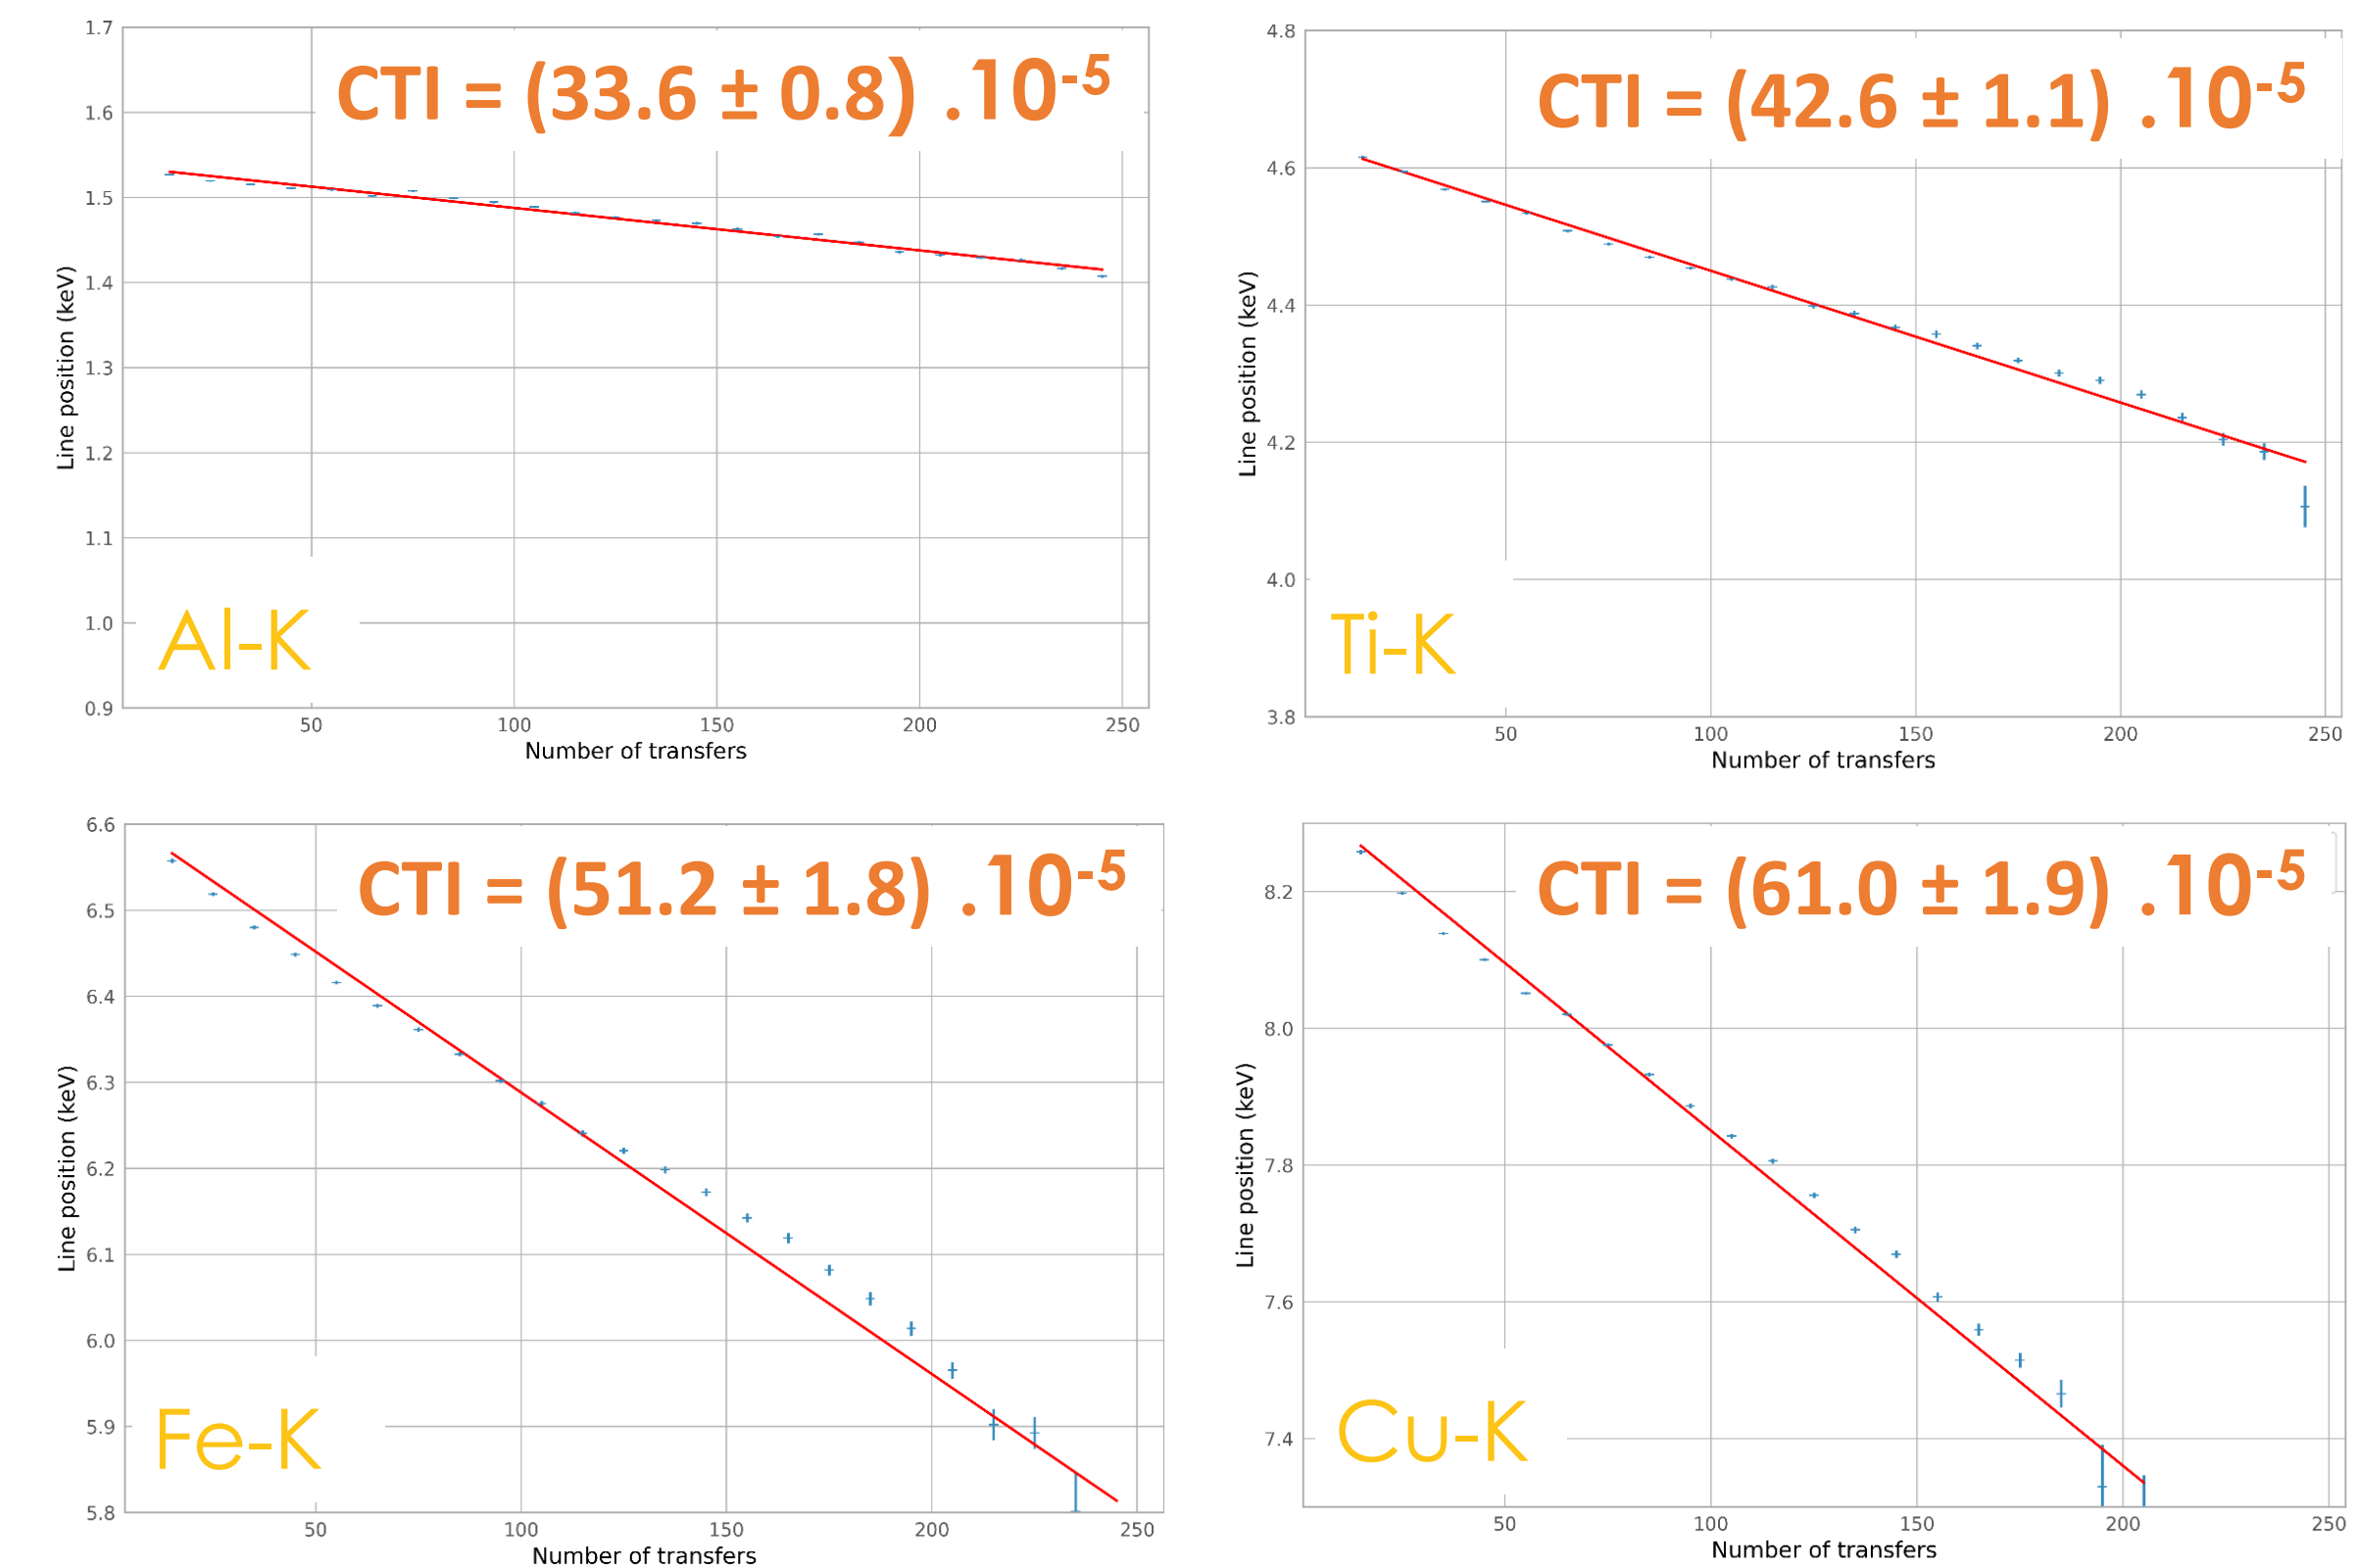 1.7
CTI = (33.6 ± 0.8) .10-5
1.6
1.5
1.4
1.3
1.2
1.1
1.0
0.9
Line position (keV)
Al-K
50 100 150 200 250
Number of transfers
4.8
CTI = (42.6 ± 1.1) .10-5
4.6
4.4
4.2
4.0
3.8
Line position (keV)
Ti-K
50 100 150 200 250
Number of transfers
6.6
CTI = (51.2 ± 1.8) .10-5
6.5
6.4
6.3
6.2
6.1
6.0
5.9
5.8
Line position (keV)
Fe-K
50 100 150 200 250
Number of transfers
CTI = (61.0 ± 1.9) .10-5
8.2
8.0
7.8
7.6
7.4
Line position (keV)
Cu-K
50 100 150 200 250
Number of transfers